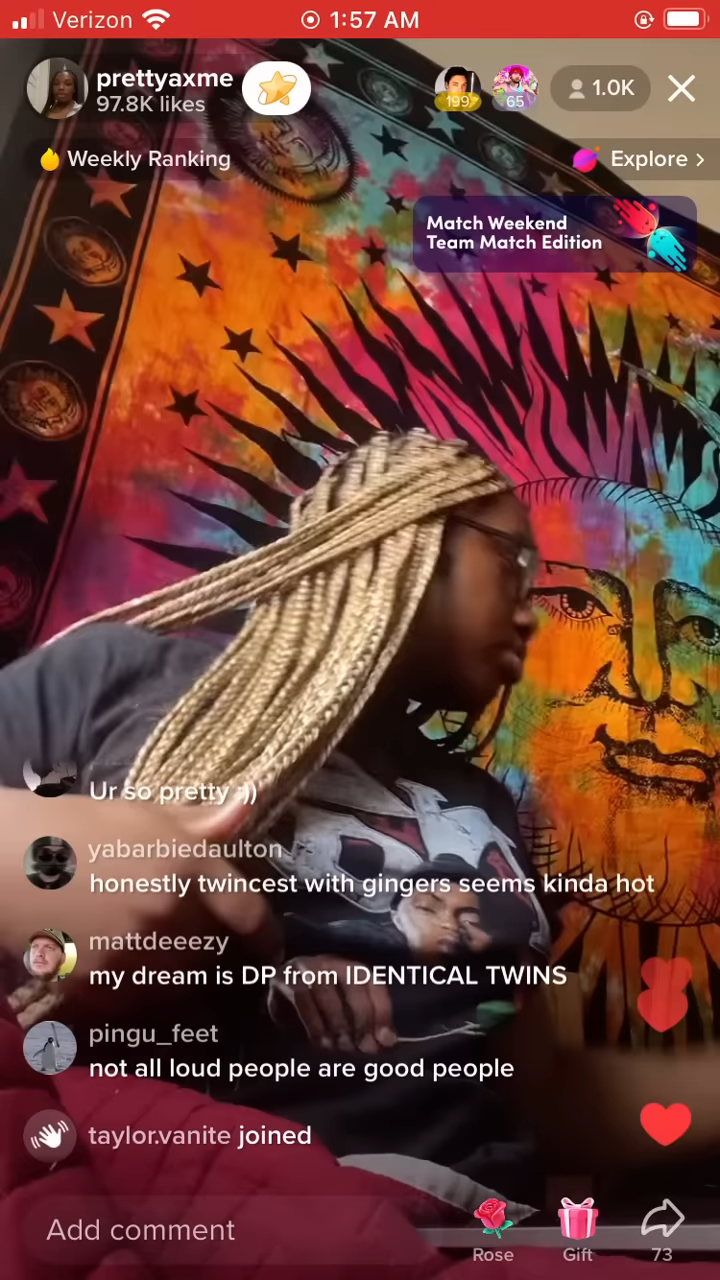 Verizon 1:57 AM
prettyaxme
97.8K likes
199 65 1.0K
Weekly Ranking Explore >
Match Weekend
Team Match Edition
Ur so pretty :))
yabarbiedaulton
honestly twincest with gingers seems kinda hot
mattdeeezy
my dream is DP from IDENTICAL TWINS
pingu_feet
not all loud people are good people
taylor.vanite joined
Add comment
Rose Gift 73